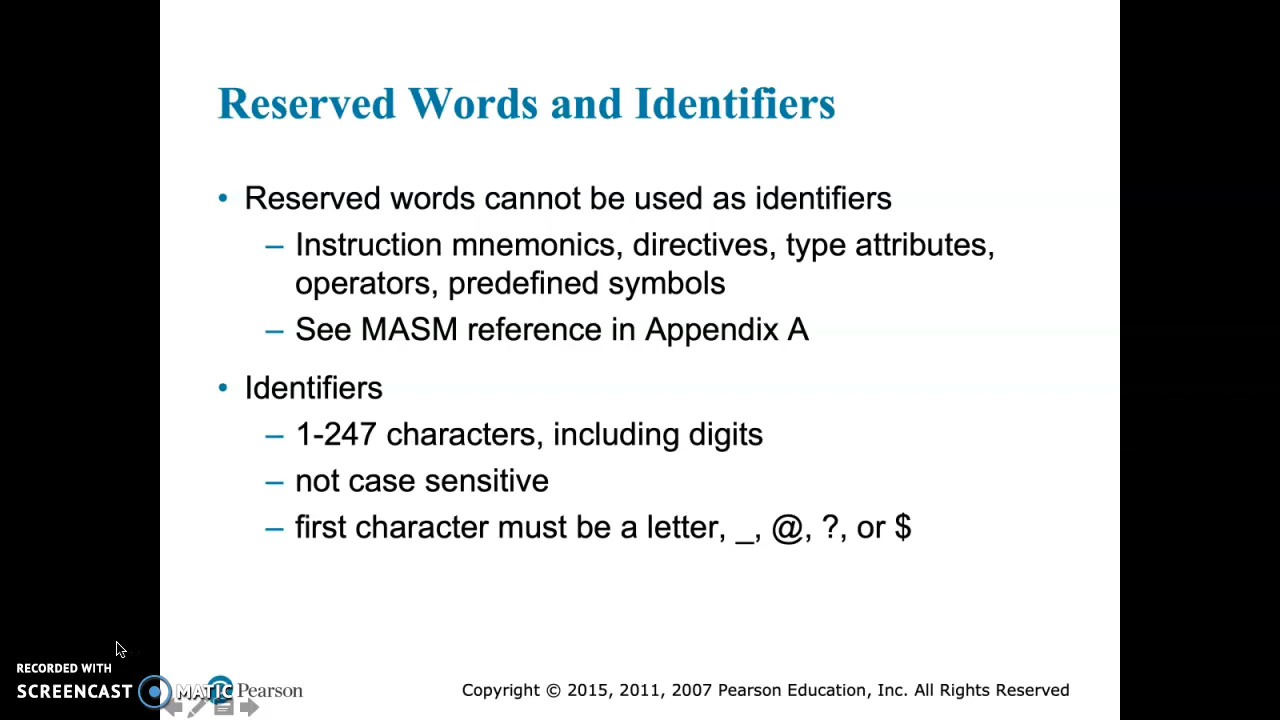 Reserved Words and Identifiers
• Reserved words cannot be used as identifiers
– Instruction mnemonics, directives, type attributes,
operators, predefined symbols
– See MASM reference in Appendix A
• Identifiers
– 1-247 characters, including digits
– not case sensitive
– first character must be a letter, _, @, ?, or $
RECORDED WITH
SCREENCAST MATIC
Pearson
Copyright © 2015, 2011, 2007 Pearson Education, Inc. All Rights Reserved